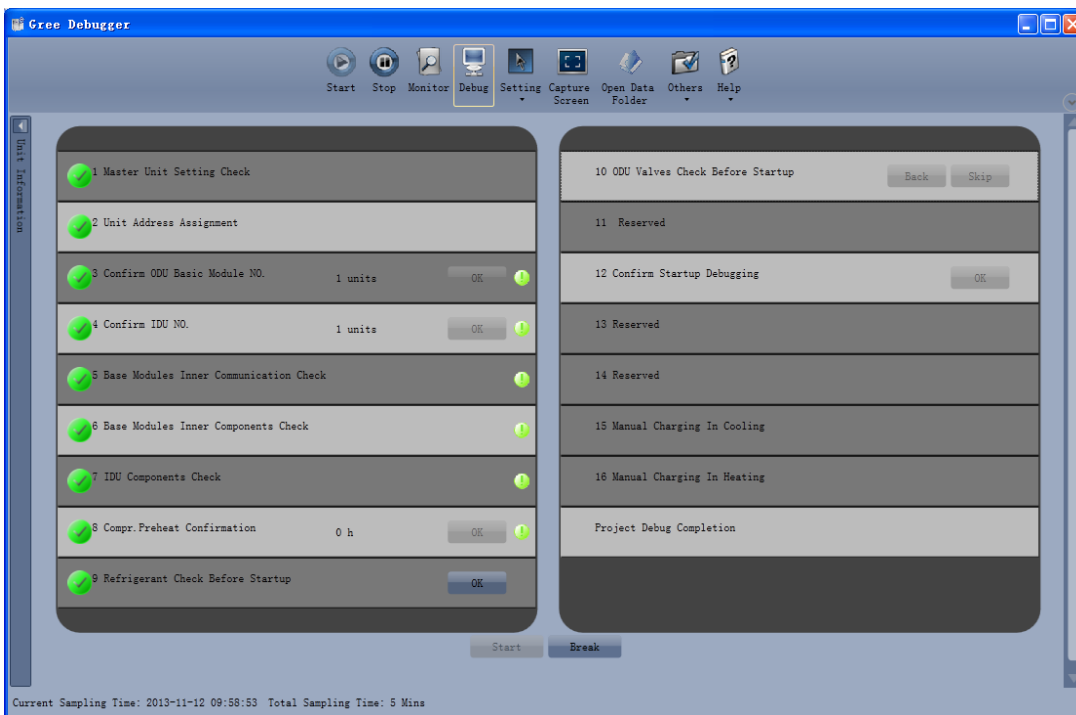 Gree Debugger
Start Stop Monitor Debug Setting Capture Screen Open Data Folder Others Help
Unit Information
1 Master Unit Setting Check
2 Unit Address Assignment
3 Confirm ODU Basic Module NO. 1 units OK
4 Confirm IDU NO. 1 units OK
5 Base Modules Inner Communication Check
6 Base Modules Inner Components Check
7 IDU Components Check
8 Compr.Preheat Confirmation 0 h OK
9 Refrigerant Check Before Startup OK
10 ODU Valves Check Before Startup Back Skip
11 Reserved
12 Confirm Startup Debugging OK
13 Reserved
14 Reserved
15 Manual Charging In Cooling
16 Manual Charging In Heating
Project Debug Completion
Start Break
Current Sampling Time: 2013-11-12 09:58:53 Total Sampling Time: 5 Mins